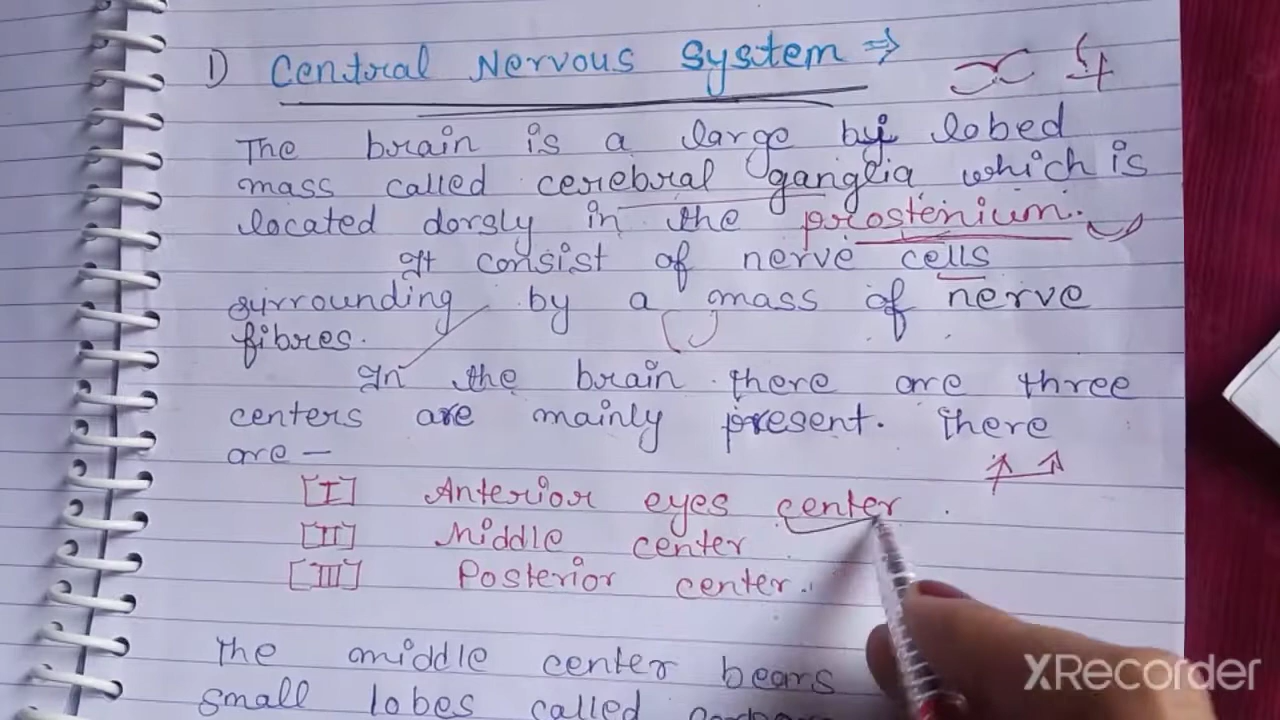 1) Central Nervous System ⇒
The brain is a large by lobed
mass called cerebral ganglia which is
located dorsly in the prostenium.
It consist of nerve cells
surrounding by a mass of nerve
fibres.
In the brain there are three
centers are mainly present. There
are —
[I] Anterior eyes center
[II] Middle center
[III] Posterior center.
The middle center bears
small lobes called
XRecorder